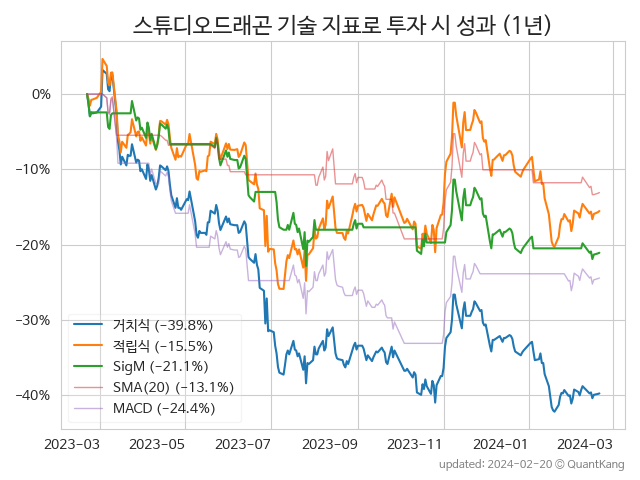 스튜디오드래곤 기술 지표로 투자 시 성과 (1년)
0%
−10%
−20%
−30%
−40%
거치식 (−39.8%)
적립식 (−15.5%)
SigM (−21.1%)
SMA(20) (−13.1%)
MACD (−24.4%)
2023-03 2023-05 2023-07 2023-09 2023-11 2024-01 2024-03
updated: 2024-02-20 © QuantKang